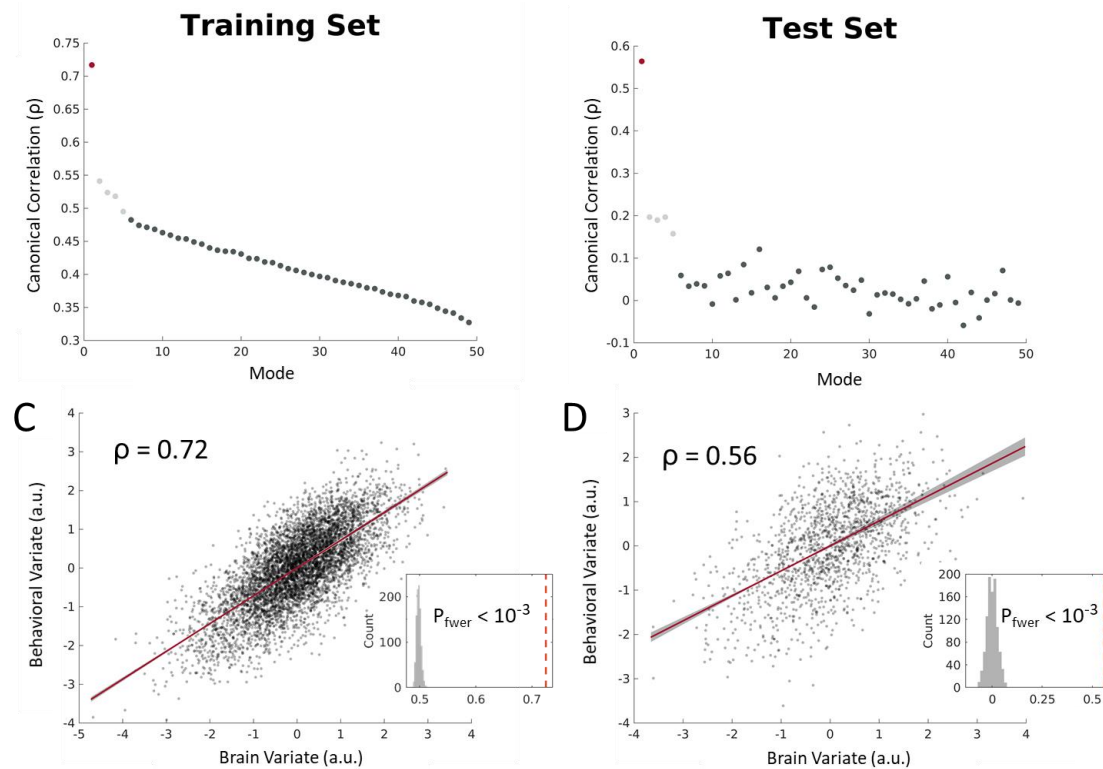 Training Set
0.75
0.7
0.65
0.6
0.55
0.5
0.45
0.4
0.35
0.3
Canonical Correlation (ρ)
0 10 20 30 40 50
Mode
Test Set
0.6
0.5
0.4
0.3
0.2
0.1
0
-0.1
Canonical Correlation (ρ)
0 10 20 30 40 50
Mode
C
ρ = 0.72
4
3
2
1
0
-1
-2
-3
-4
Behavioral Variate (a.u.)
-5 -4 -3 -2 -1 0 1 2 3 4
Brain Variate (a.u.)
Pfwer < 10-3
200
100
0
Count
0.5 0.6 0.7
D
ρ = 0.56
3
2
1
0
-1
-2
-3
-4
Behavioral Variate (a.u.)
-4 -3 -2 -1 0 1 2 3 4
Brain Variate (a.u.)
Pfwer < 10-3
200
160
120
80
40
0
Count
0 0.25 0.5